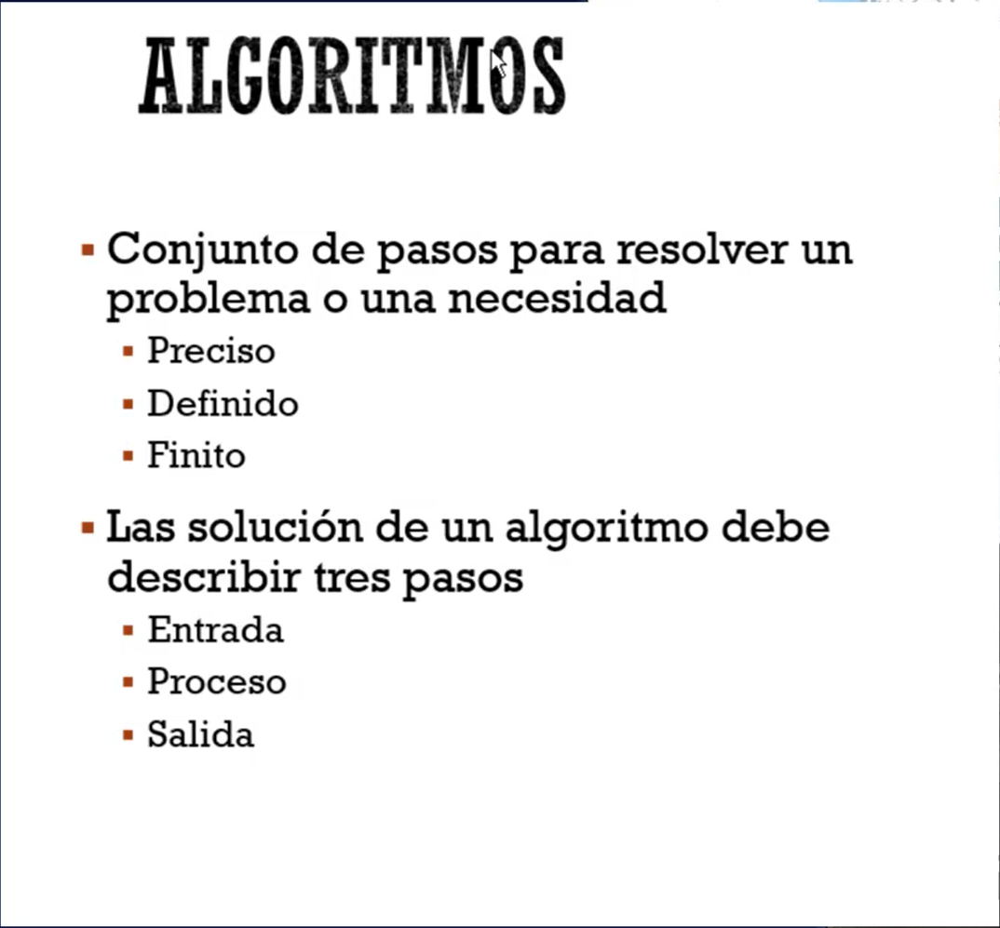 ALGORITMOS
Conjunto de pasos para resolver un
problema o una necesidad
Preciso
Definido
Finito
Las solución de un algoritmo debe
describir tres pasos
Entrada
Proceso
Salida